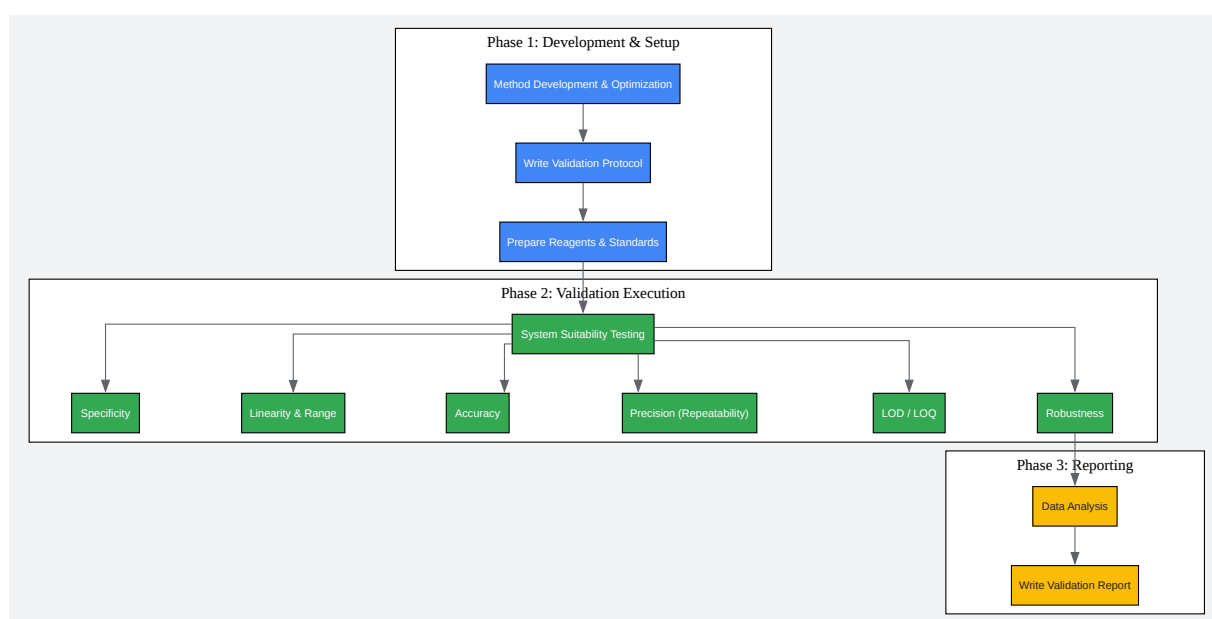 Phase 1: Development & Setup
Method Development & Optimization
Write Validation Protocol
Prepare Reagents & Standards
Phase 2: Validation Execution
System Suitability Testing
Specificity
Linearity & Range
Accuracy
Precision (Repeatability)
LOD / LOQ
Robustness
Phase 3: Reporting
Data Analysis
Write Validation Report